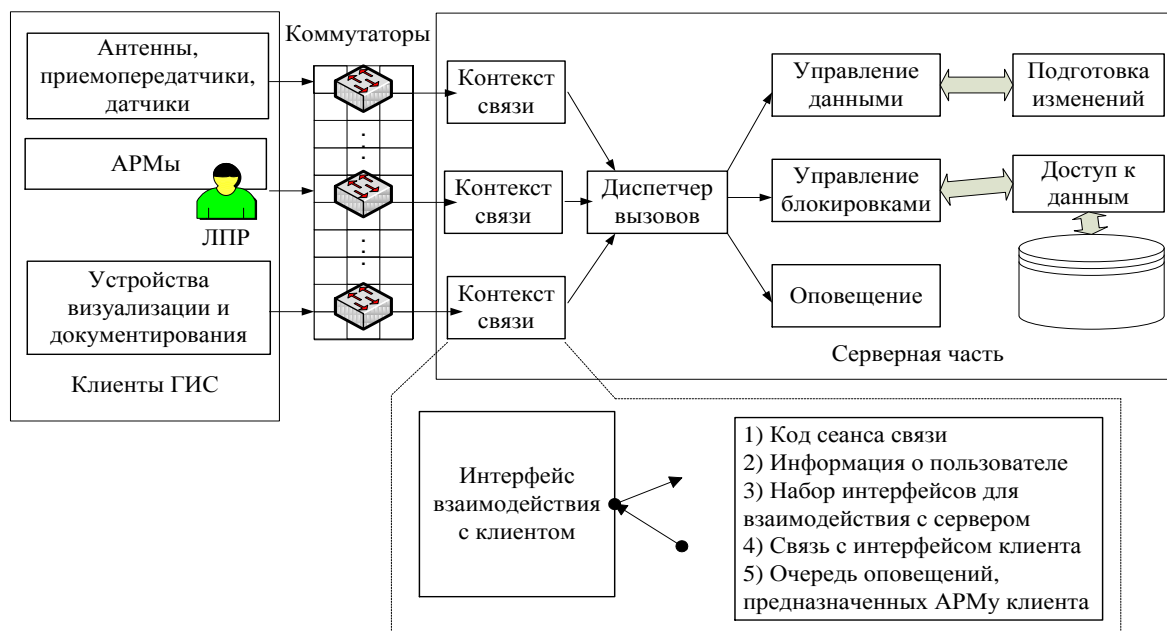 Антенны,
приемопередатчики,
датчики
АРМы
ЛПР
Устройства
визуализации и
документирования
Клиенты ГИС
Коммутаторы
Контекст
связи
Контекст
связи
Контекст
связи
Диспетчер
вызовов
Управление
данными
Подготовка
изменений
Управление
блокировками
Доступ к
данным
Оповещение
Серверная часть
Интерфейс
взаимодействия
с клиентом
1) Код сеанса связи
2) Информация о пользователе
3) Набор интерфейсов для
взаимодействия с сервером
4) Связь с интерфейсом клиента
5) Очередь оповещений,
предназначенных АРМу клиента